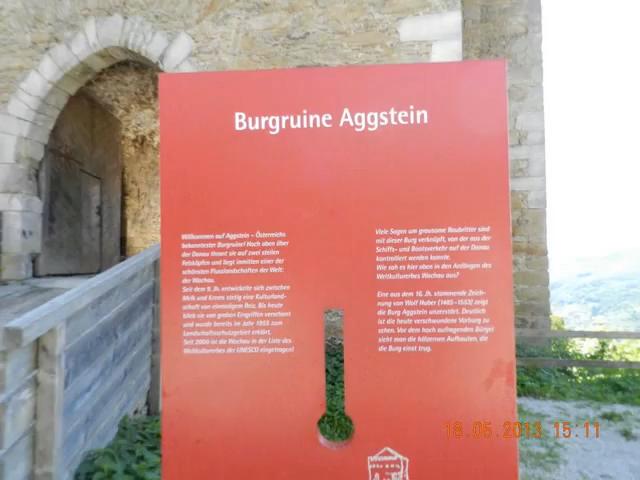 Burgruine Aggstein
Willkommen auf Aggstein – Österreichs
bekanntester Burgruine! Hoch oben über
der Donau thront sie auf zwei steilen
Felsköpfen und liegt inmitten einer der
schönsten Flusslandschaften der Welt:
der Wachau.
Seit dem 9. Jh. entwickelte sich zwischen
Melk und Krems stetig eine Kulturland-
schaft von einmaligem Reiz. Bis heute
blieb sie von groben Eingriffen verschont
und wurde bereits im Jahr 1955 zum
Landschaftsschutzgebiet erklärt.
Seit 2000 ist die Wachau in der Liste des
Weltkulturerbes der UNESCO eingetragen!
Viele Sagen um grausame Raubritter sind
mit dieser Burg verknüpft, von der aus der
Schiffs- und Bootsverkehr auf der Donau
kontrolliert werden konnte.
Wie sah es hier oben in den Anfängen des
Weltkulturerbes Wachau aus?
Eine aus dem 16. Jh. stammende Zeich-
nung von Wolf Huber (1485–1553) zeigt
die Burg Aggstein unzerstört. Deutlich
ist die heute verschwundene Vorburg zu
sehen. Vor dem hoch aufragenden Bürgel
sieht man die hölzernen Aufbauten, die
die Burg einst trug.
18.05.2013 15:11